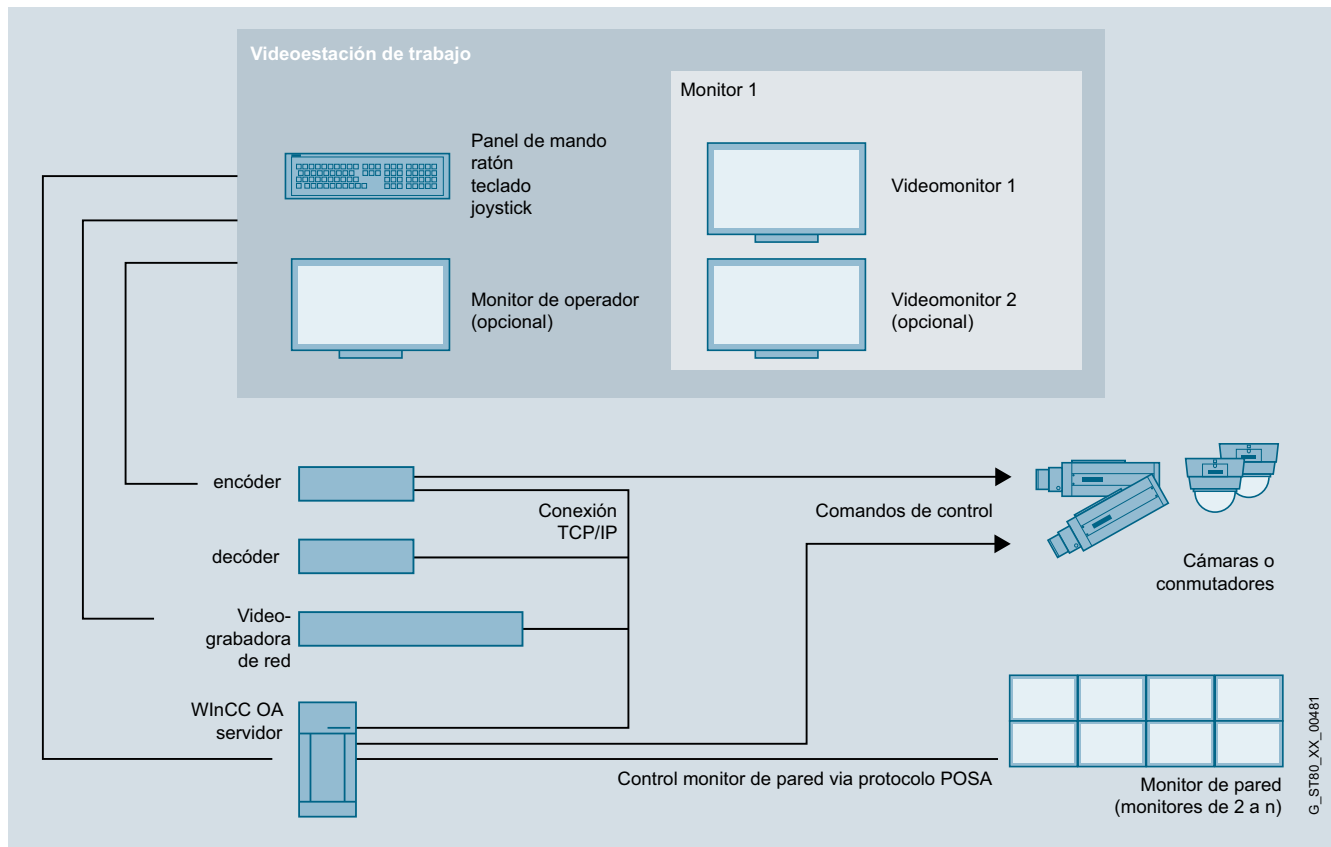 Videoestación de trabajo
Monitor 1
Panel de mando
ratón
teclado
joystick
Videomonitor 1
Monitor de operador
(opcional)
Videomonitor 2
(opcional)
encóder
Conexión
TCP/IP
Comandos de control
decóder
Cámaras o
conmutadores
Video-
grabadora
de red
WInCC OA
servidor
Control monitor de pared via protocolo POSA
Monitor de pared
(monitores de 2 a n)
G_ST80_XX_00481